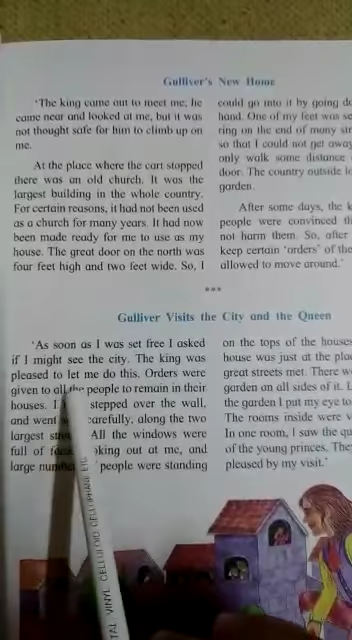 Gulliver's New Home
'The king came out to meet me, he
came near and looked at me, but it was
not thought safe for him to climb up on
me.
At the place where the cart stopped
there was an old church. It was the
largest building in the whole country.
For certain reasons, it had not been used
as a church for many years. It had now
been made ready for me to use as my
house. The great door on the north was
four feet high and two feet wide. So, I
could go into it by going
hand. One of my feet was
ring on the end of many
so that I could not get away
only walk some distance
door. The country outside
garden.
After some days, the
people were convinced
not harm them. So, after
keep certain 'orders' of the
allowed to move around.'
***
Gulliver Visits the City and the Queen
'As soon as I was set free I asked
if I might see the city. The king was
pleased to let me do this. Orders were
given to all the people to remain in their
houses. I stepped over the wall,
and went carefully, along the two
largest All the windows were
full of looking out at me, and
large people were standing
on the tops of the houses
house was just at the
great streets met. There
garden on all sides of it.
the garden I put my eye to
The rooms inside were
In one room, I saw the
of the young princes. They
pleased by my visit.'
VINYL CELLULOID CELLOPHANE